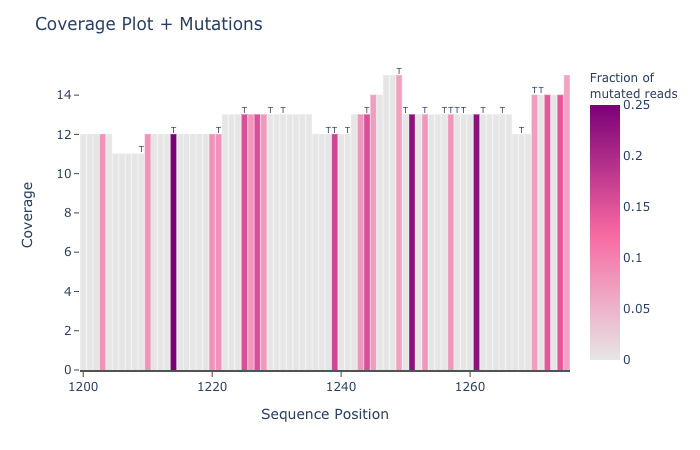 Coverage Plot + Mutations
Fraction of
mutated reads
T
T T
T T T T T T
T T T T T T T T T T T T T T
T
14
12
10
8
6
4
2
0
Coverage
1200 1220 1240 1260
Sequence Position
0.25
0.2
0.15
0.1
0.05
0